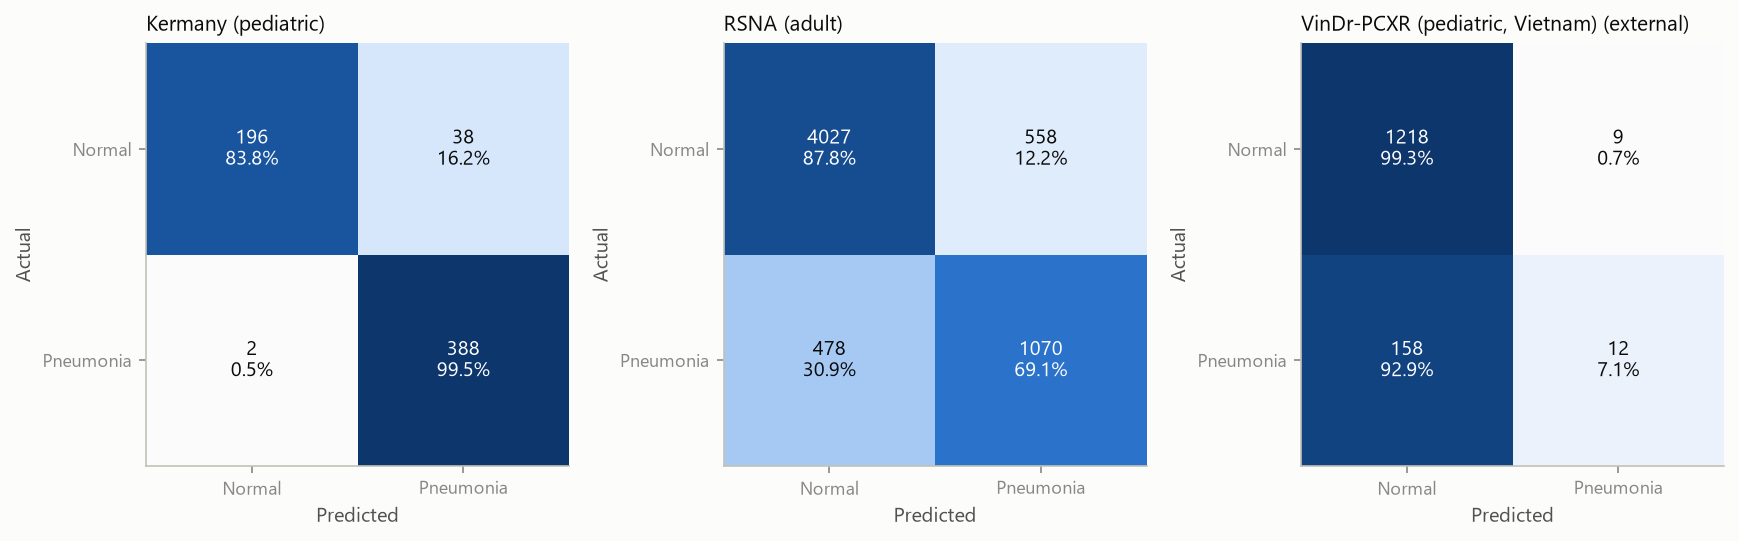 Kermany (pediatric)
Actual
Normal
196
83.8%
38
16.2%
Pneumonia
2
0.5%
388
99.5%
Normal
Pneumonia
Predicted
RSNA (adult)
Actual
Normal
4027
87.8%
558
12.2%
Pneumonia
478
30.9%
1070
69.1%
Normal
Pneumonia
Predicted
VinDr-PCXR (pediatric, Vietnam) (external)
Actual
Normal
1218
99.3%
9
0.7%
Pneumonia
158
92.9%
12
7.1%
Normal
Pneumonia
Predicted